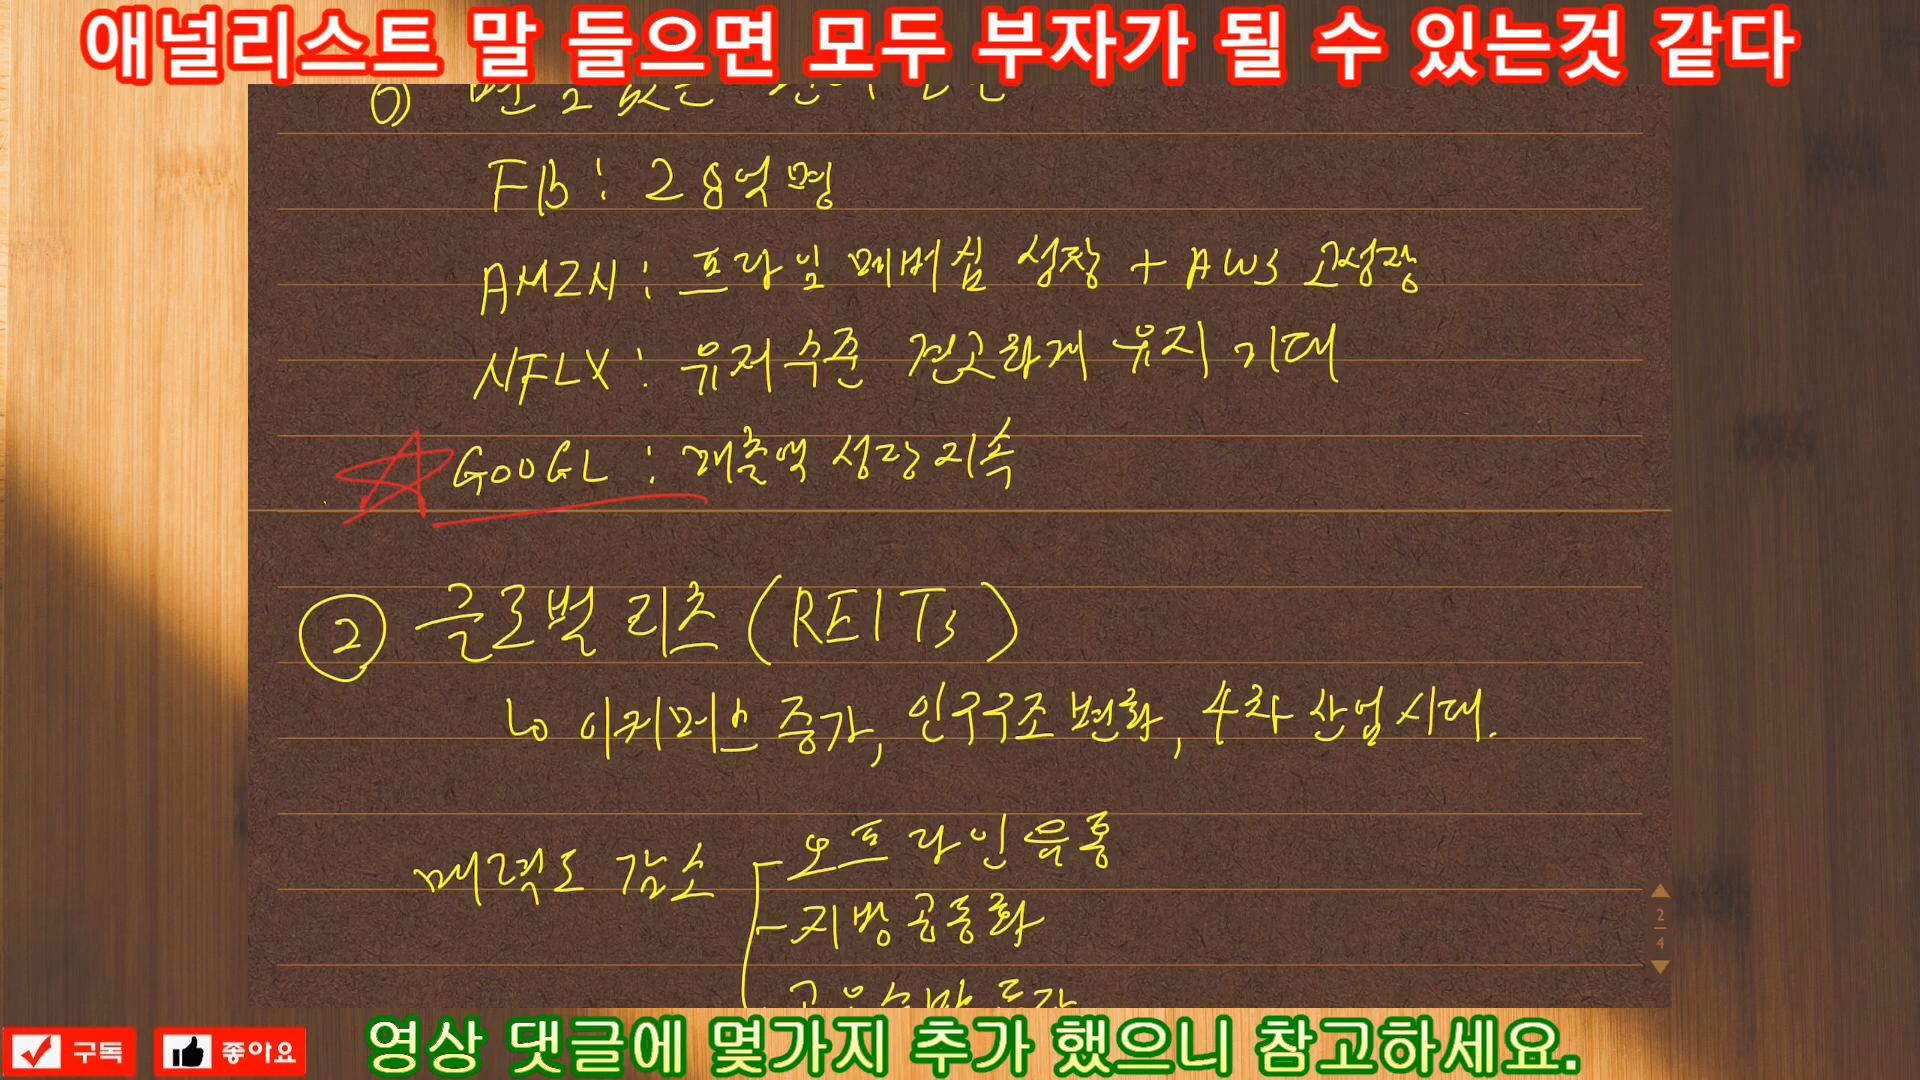 애널리스트 말 들으면 모두 부자가 될 수 있는것 같다
FB : 28억명
AMZN : 프라임 멤버쉽 성장 + AWS 고성장
NFLX : 유저수준 견고하게 유지 기대
GOOGL : 매출액 성장 지속
② 글로벌 리츠 (REITs)
이커머스 증가, 인구구조 변화, 4차 산업시대.
매력도 감소
오프라인 유통
지방 공동화
2
4
구독
좋아요
영상 댓글에 몇가지 추가 했으니 참고하세요.